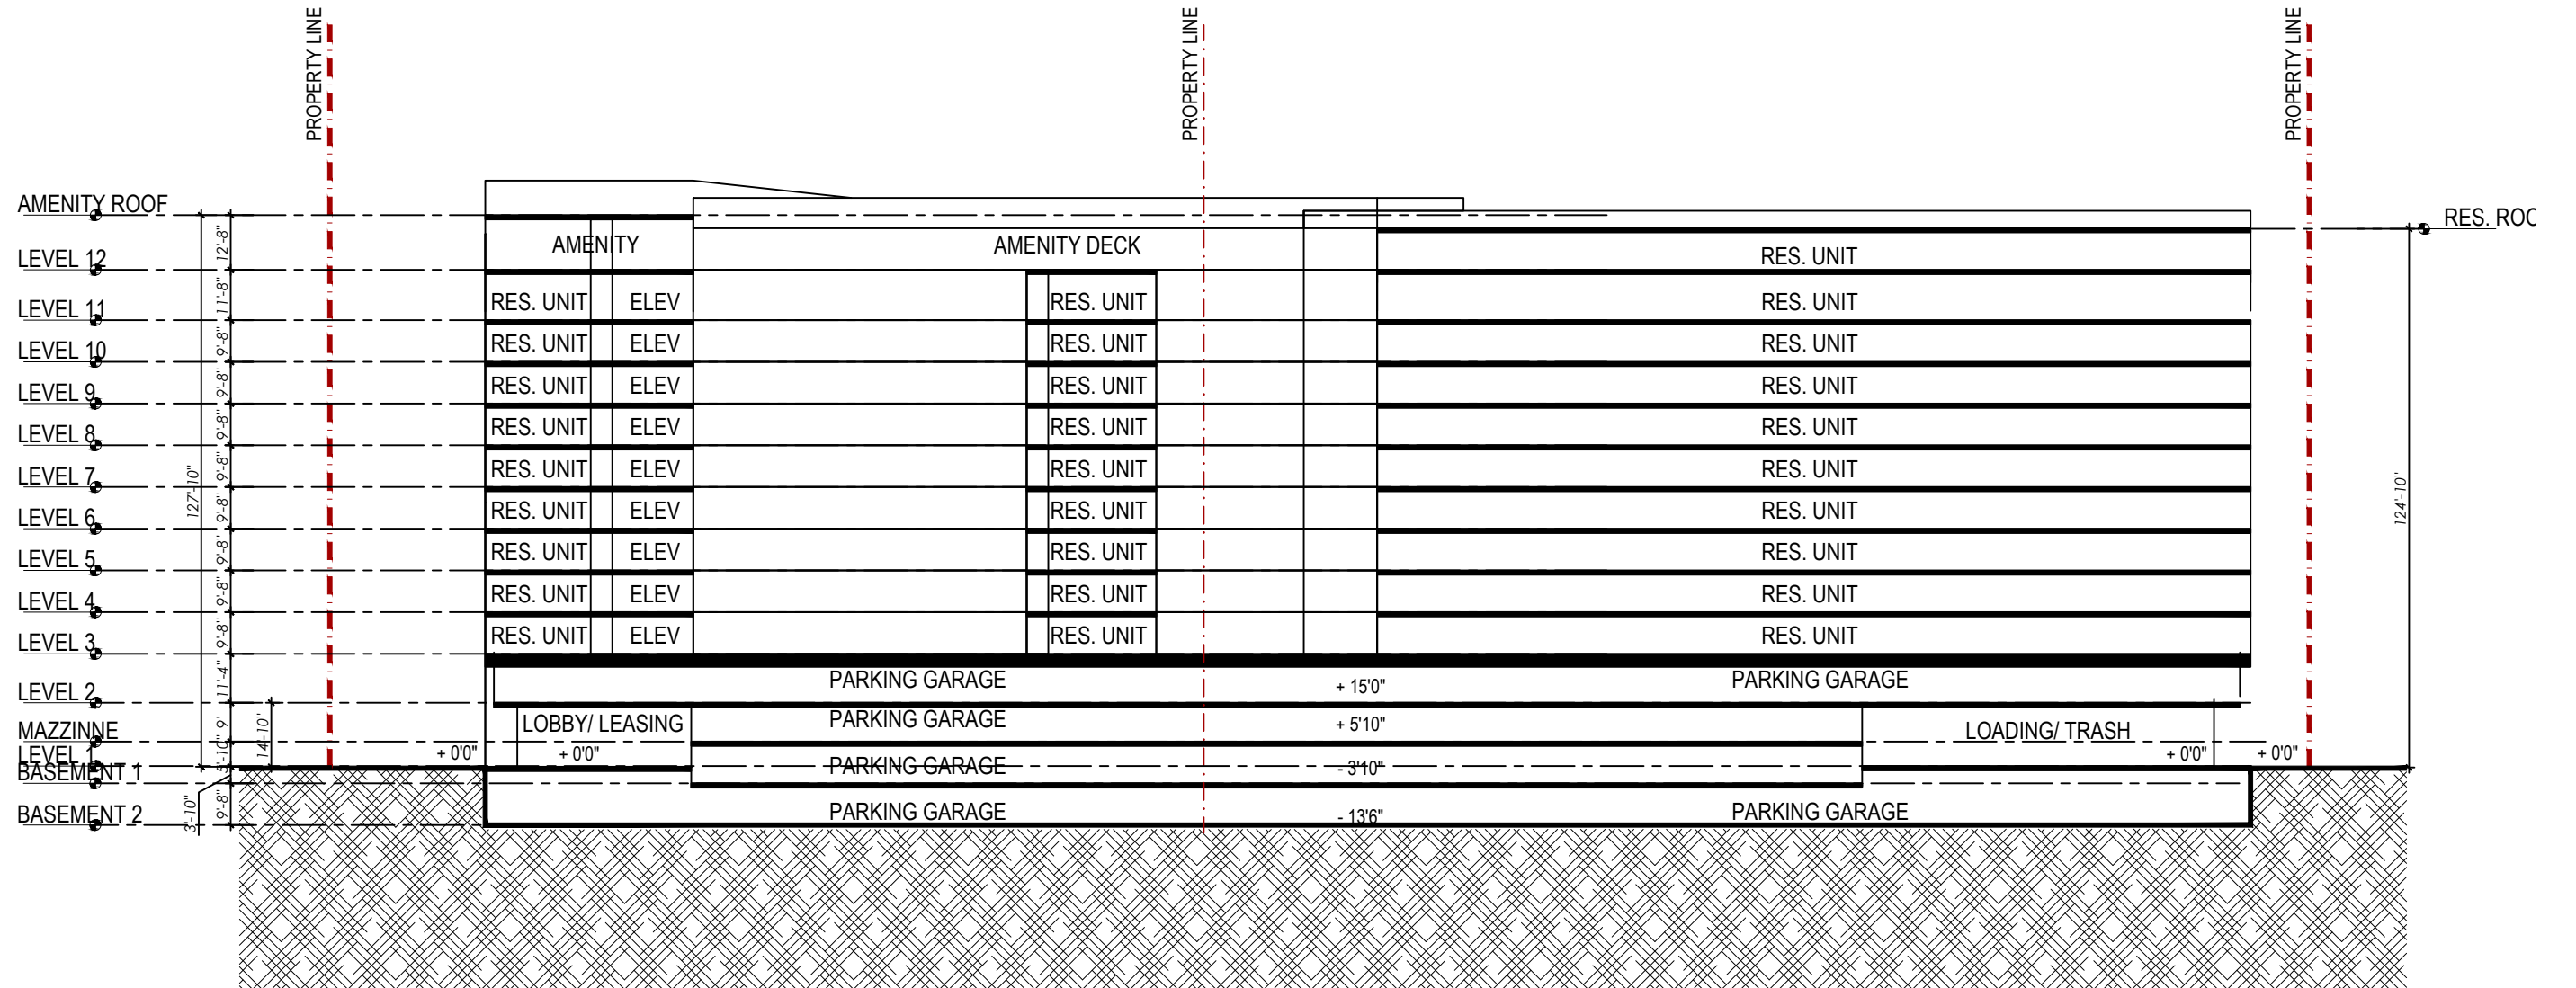 PROPERTY LINE
PROPERTY LINE
PROPERTY LINE
AMENITY ROOF
RES. ROO
12'-8"
AMENITY
AMENITY DECK
RES. UNIT
LEVEL 12
11'-8"
RES. UNIT ELEV RES. UNIT RES. UNIT
LEVEL 11
9'-8"
RES. UNIT ELEV RES. UNIT RES. UNIT
LEVEL 10
9'-8"
RES. UNIT ELEV RES. UNIT RES. UNIT
LEVEL 9
9'-8"
RES. UNIT ELEV RES. UNIT RES. UNIT
LEVEL 8
9'-8"
RES. UNIT ELEV RES. UNIT RES. UNIT
LEVEL 7
127'-10"
124'-10"
9'-8"
RES. UNIT ELEV RES. UNIT RES. UNIT
LEVEL 6
9'-8"
RES. UNIT ELEV RES. UNIT RES. UNIT
LEVEL 5
9'-8"
RES. UNIT ELEV RES. UNIT RES. UNIT
LEVEL 4
9'-8"
RES. UNIT ELEV RES. UNIT RES. UNIT
LEVEL 3
11'-4"
PARKING GARAGE + 15'0" PARKING GARAGE
LEVEL 2
9'
14'-10"
LOBBY/ LEASING PARKING GARAGE + 5'10" LOADING/ TRASH
MAZZINNE
5'-10"
+ 0'0" + 0'0" + 0'0" + 0'0"
LEVEL 1
PARKING GARAGE - 3'10"
BASEMENT 1
3'-10"
9'-8"
PARKING GARAGE - 13'6" PARKING GARAGE
BASEMENT 2